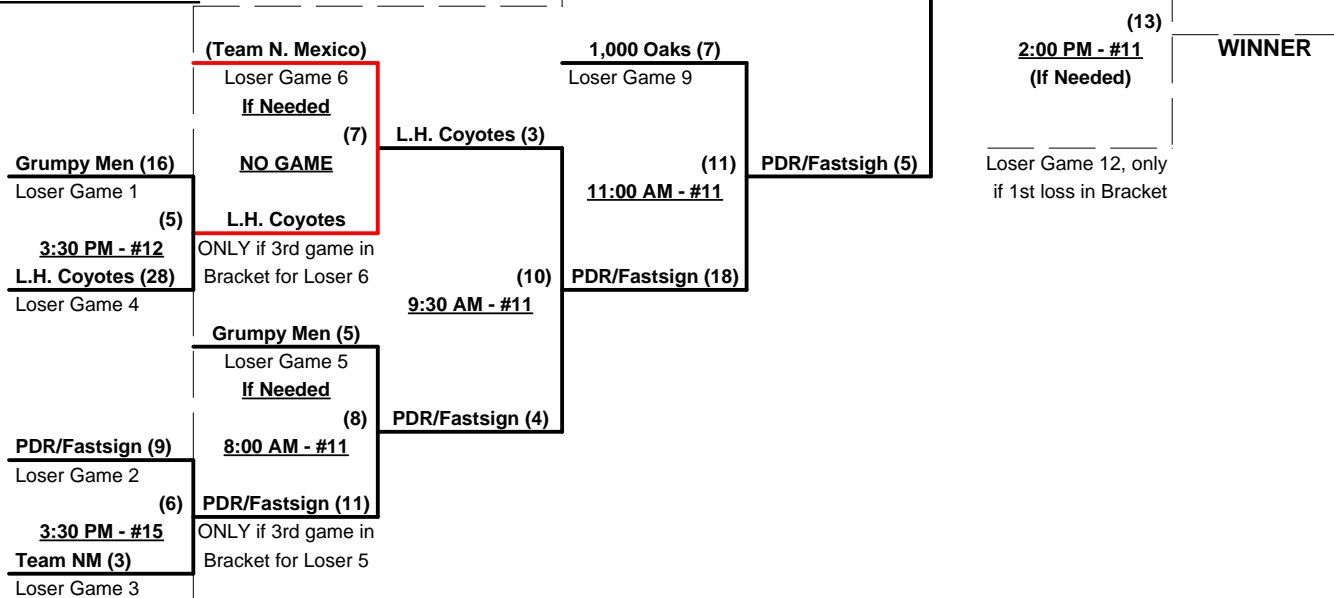 (13)
(Team N. Mexico)
1,000 Oaks (7)
2:00 PM - #11
WINNER
Loser Game 6
Loser Game 9
(If Needed)
If Needed
(7)
L.H. Coyotes (3)
Grumpy Men (16)
NO GAME
(11)
PDR/Fastsigh (5)
Loser Game 12, only
Loser Game 1
11:00 AM - #11
if 1st loss in Bracket
(5)
L.H. Coyotes
3:30 PM - #12
ONLY if 3rd game in
L.H. Coyotes (28)
Bracket for Loser 6
(10)
PDR/Fastsign (18)
Loser Game 4
9:30 AM - #11
Grumpy Men (5)
Loser Game 5
If Needed
(8)
PDR/Fastsign (4)
PDR/Fastsign (9)
8:00 AM - #11
Loser Game 2
(6)
PDR/Fastsign (11)
3:30 PM - #15
ONLY if 3rd game in
Team NM (3)
Bracket for Loser 5
Loser Game 3